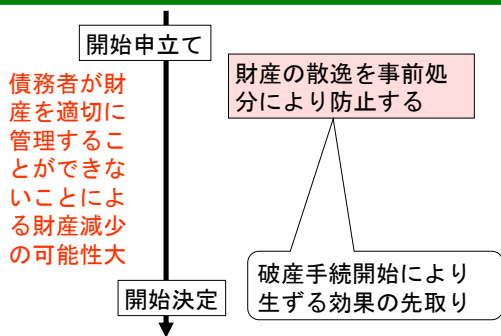 開始申立て
債務者が財
産を適切に
管理するこ
とができな
いことによ
る財産減少
の可能性大
財産の散逸を事前処
分により防止する
破産手続開始により
生ずる効果の先取り
開始決定